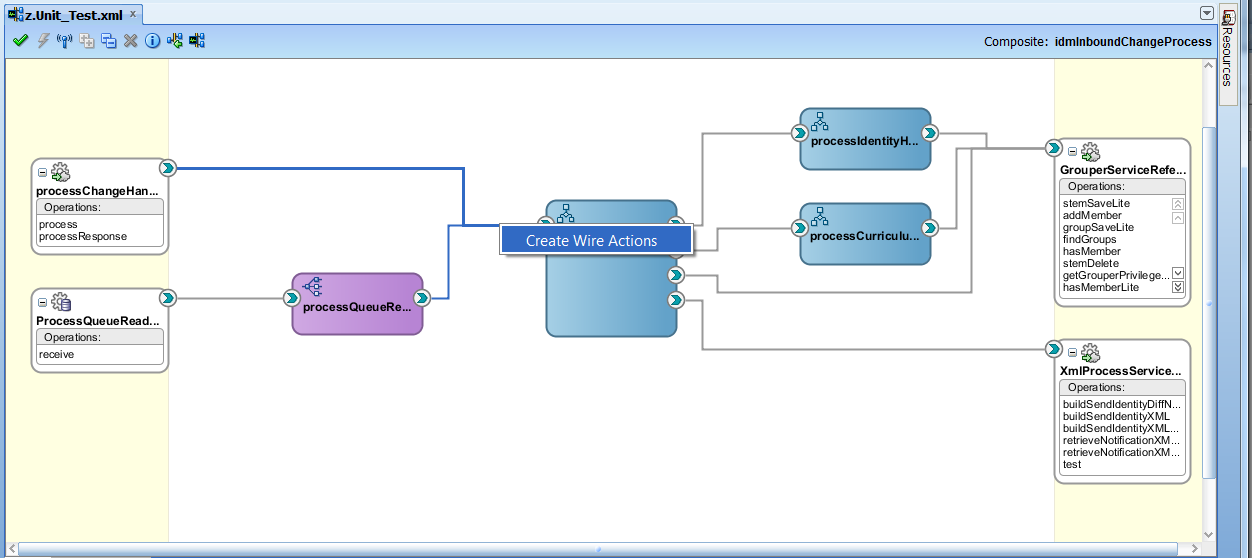 z.Unit_Test.xml
Composite: idmInboundChangeProcess
Resources
processChangeHan...
Operations:
process
processResponse
ProcessQueueRead...
Operations:
receive
processQueueRe...
Create Wire Actions
processIdentityH...
processCurriculu...
GrouperServiceRefe...
Operations:
stemSaveLite
addMember
groupSaveLite
findGroups
hasMember
stemDelete
getGrouperPrivilege...
hasMemberLite
XmlProcessService...
Operations:
buildSendIdentityDiffN...
buildSendIdentityXML
buildSendIdentityXML...
retrieveNotificationXM...
retrieveNotificationXM...
test